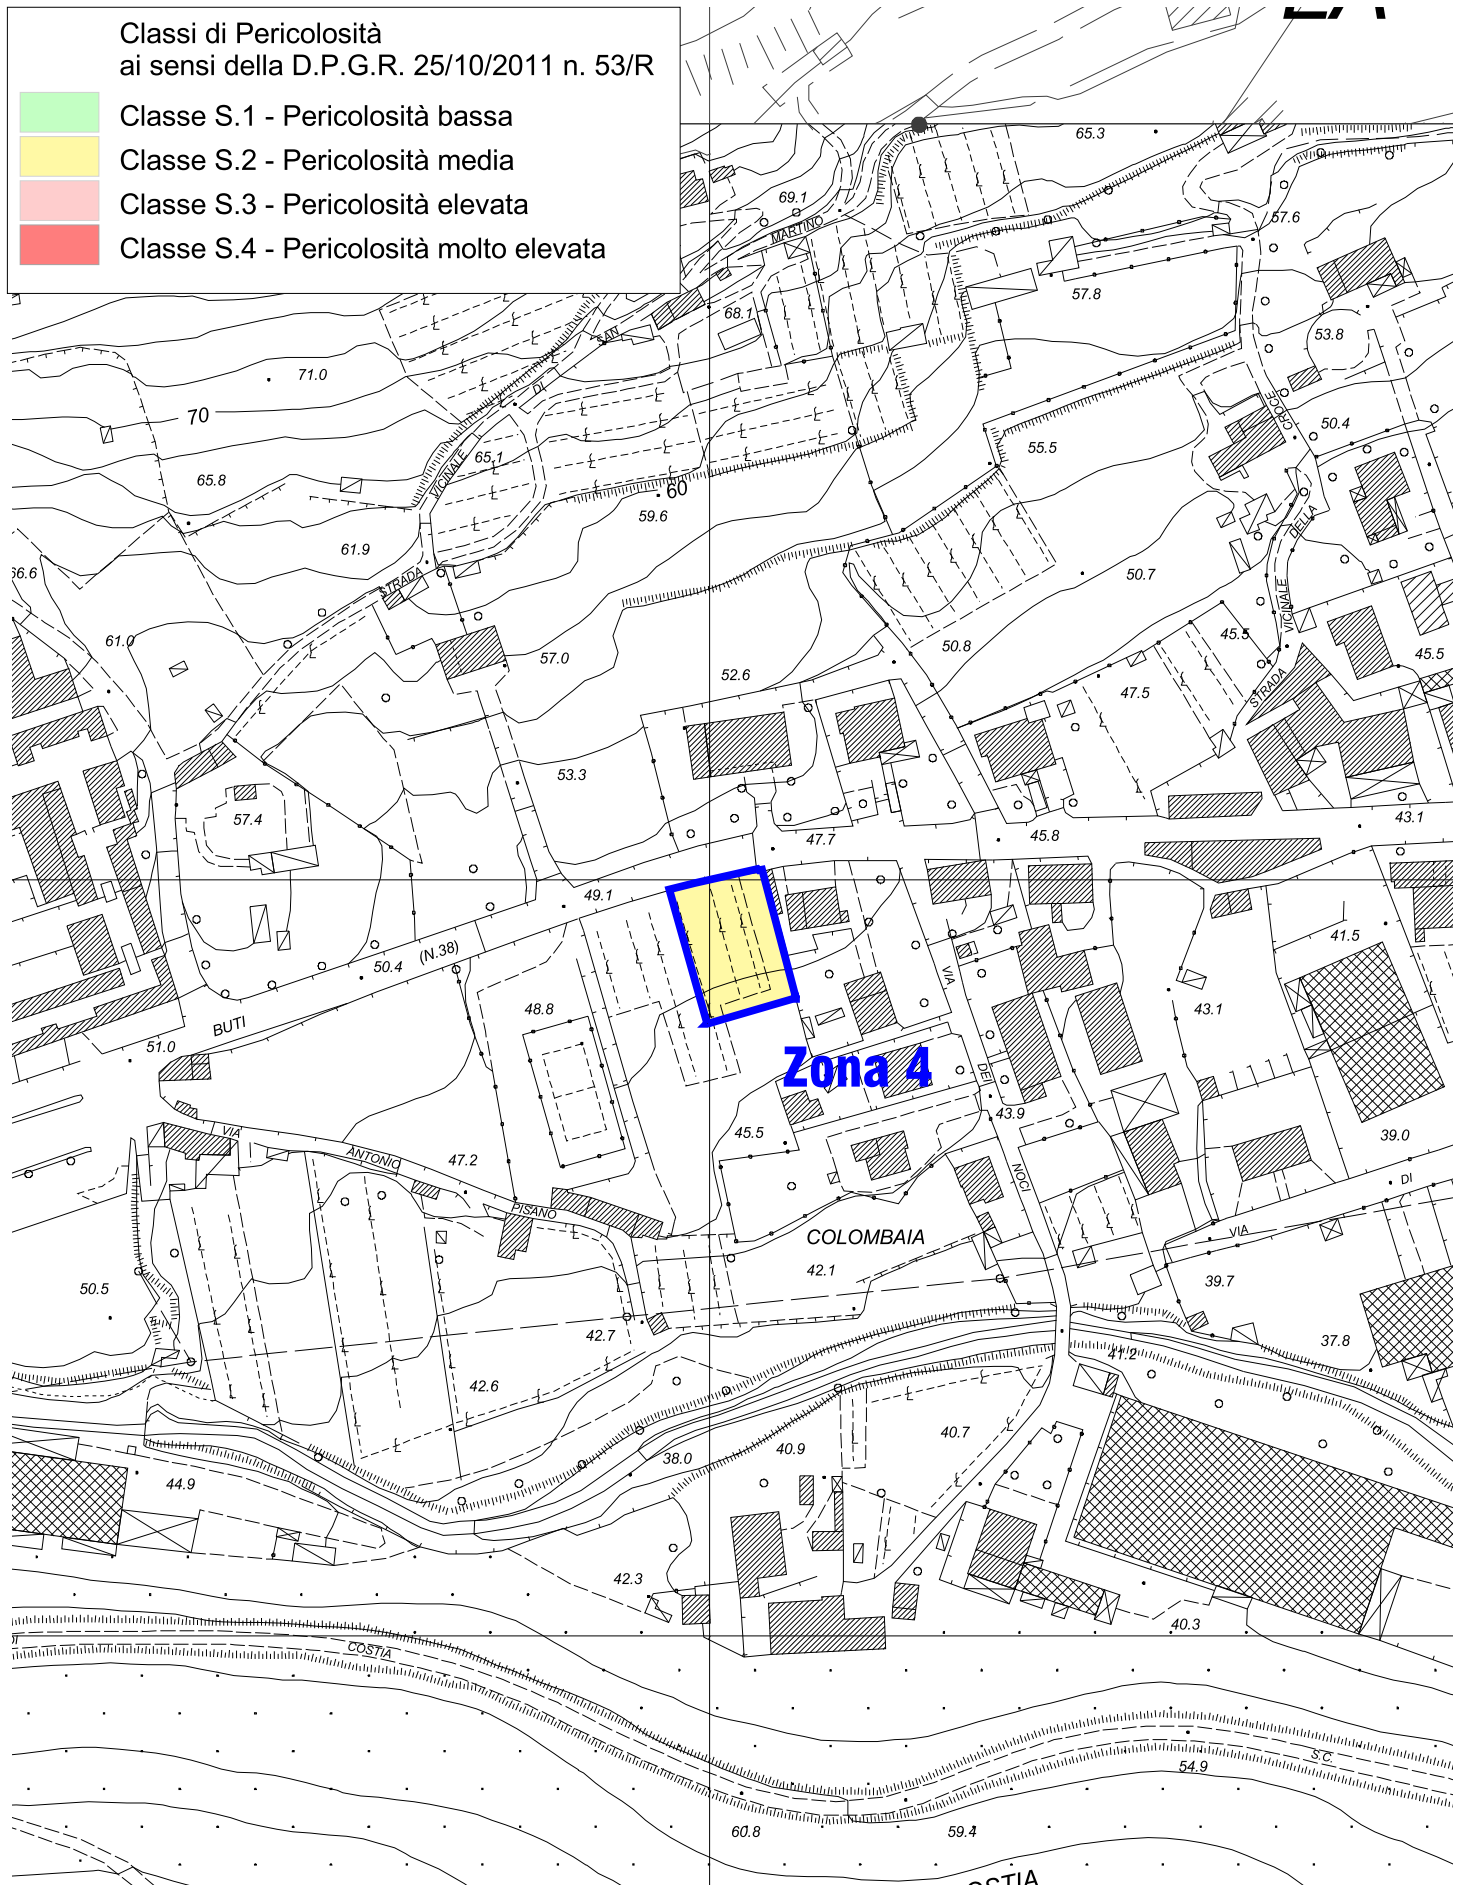 Classi di Pericolosità
ai sensi della D.P.G.R. 25/10/2011 n. 53/R
Classe S.1 - Pericolosità bassa
Classe S.2 - Pericolosità media
Classe S.3 - Pericolosità elevata
Classe S.4 - Pericolosità molto elevata
65.3
69.1
MARTINO
57.6
57.8
68.1
SAN
53.8
71.0
DI
70
CROCE
50.4
55.5
65.1
65.8
VICINALE
60
59.6
DELLA
61.9
66.6
STRADA
50.7
VICINALE
61.0
45.5
50.8
45.5
57.0
52.6
47.5
STRADA
53.3
57.4
43.1
47.7
45.8
49.1
41.5
(N.38)
50.4
VIA
48.8
43.1
BUTI
51.0
Zona 4
DEI
43.9
45.5
39.0
VIA
ANTONIO
47.2
NOCI
DI
PISANO
VIA
COLOMBAIA
42.1
50.5
39.7
42.7
37.8
41.2
42.6
40.7
40.9
38.0
44.9
42.3
40.3
DI
COSTIA
S.C.
54.9
60.8
59.4